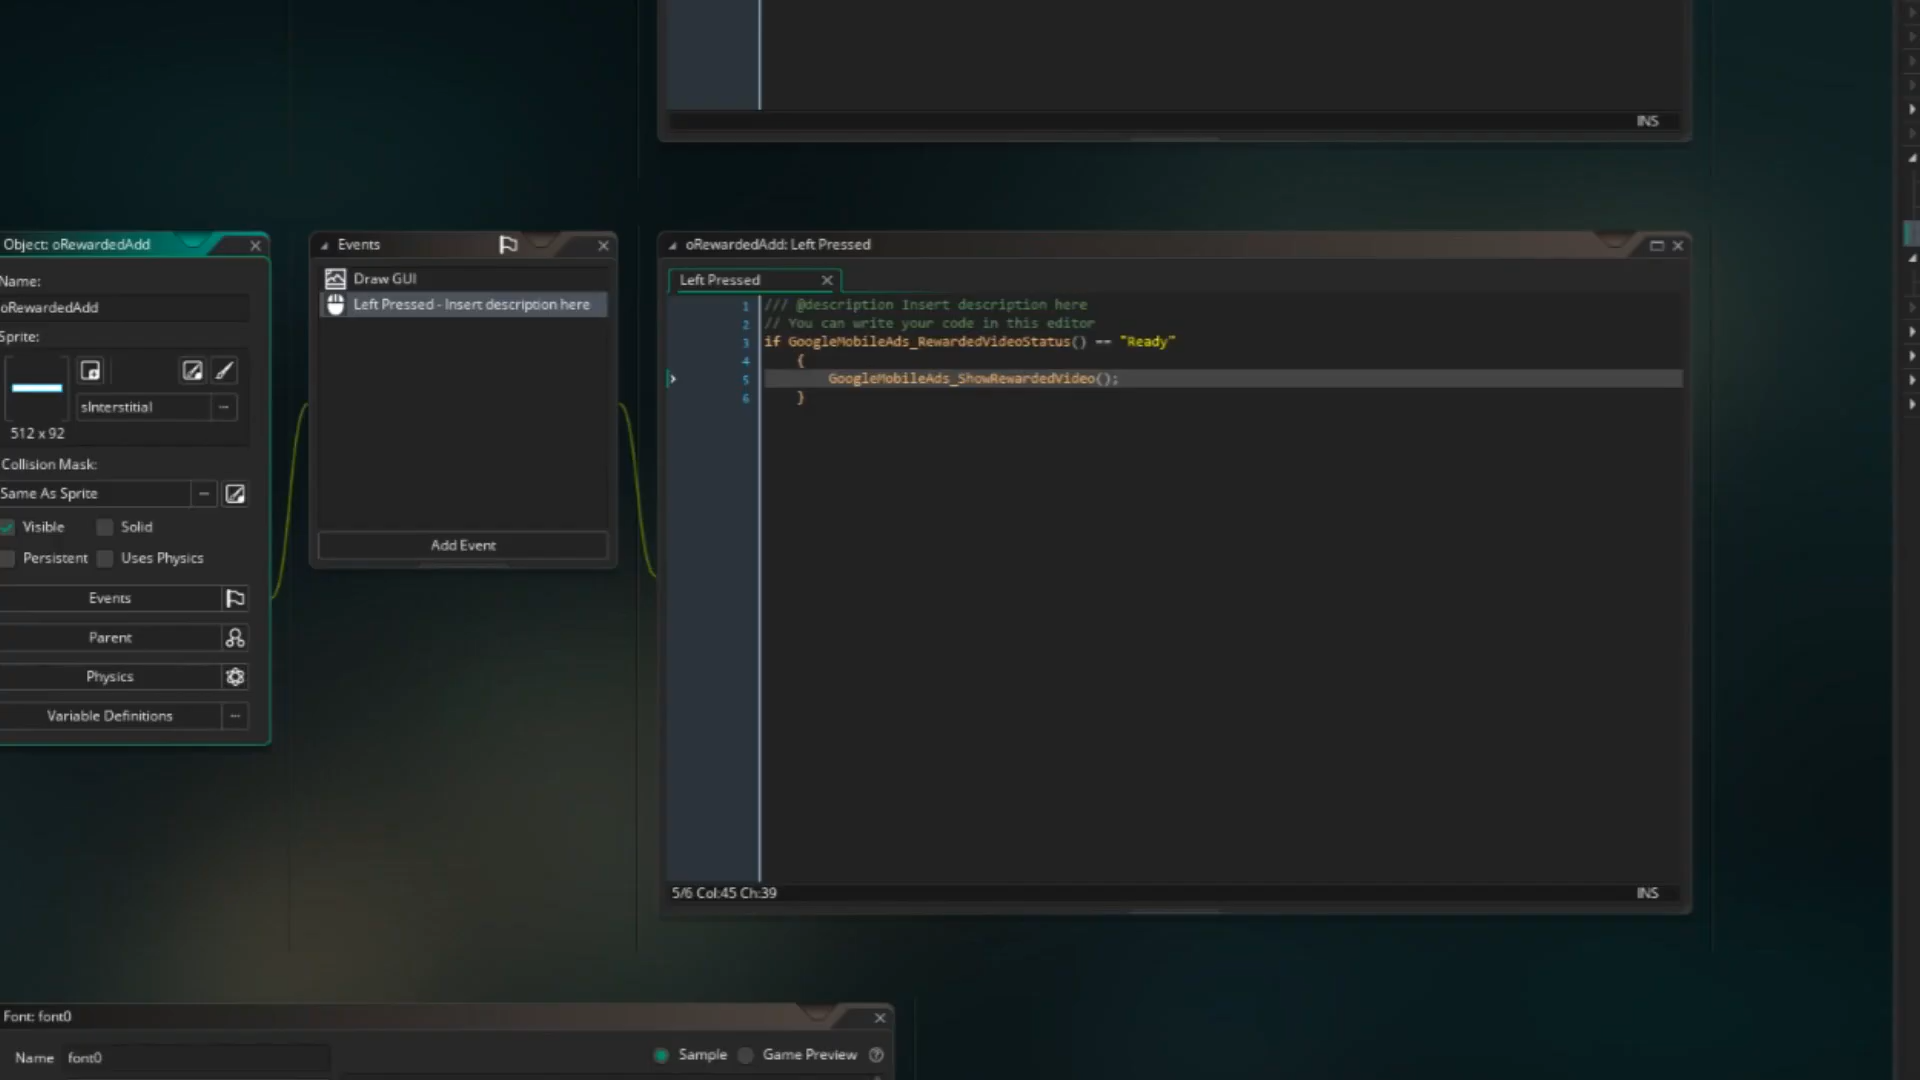 INS
Object: oRewardedAdd
Name:
oRewardedAdd
Sprite:
sInterstitial
512 x 92
Collision Mask:
Same As Sprite
Visible
Solid
Persistent
Uses Physics
Events
Parent
Physics
Variable Definitions
Events
Draw GUI
Left Pressed - Insert description here
Add Event
oRewardedAdd: Left Pressed
Left Pressed
1 /// @description Insert description here
2 // You can write your code in this editor
3 if GoogleMobileAds_RewardedVideoStatus() == "Ready"
4 {
5 GoogleMobileAds_ShowRewardedVideo();
6 }
5/6 Col:45 Ch:39
INS
Font: font0
Name font0
Sample
Game Preview